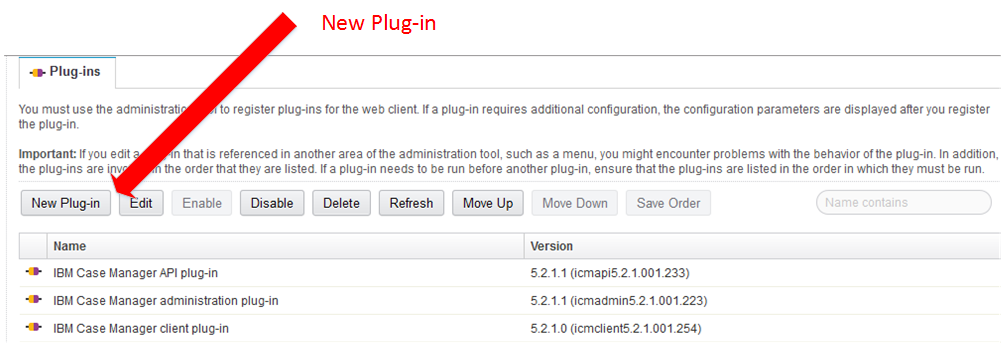 New Plug-in
Plug-ins
You must use the administration tool to register plug-ins for the web client. If a plug-in requires additional configuration, the configuration parameters are displayed after you register
the plug-in.
Important: If you edit a plug-in that is referenced in another area of the administration tool, such as a menu, you might encounter problems with the behavior of the plug-in. In addition,
the plug-ins are invoked in the order that they are listed. If a plug-in needs to be run before another plug-in, ensure that the plug-ins are listed in the order in which they must be run.
New Plug-in Edit Enable Disable Delete Refresh Move Up Move Down Save Order Name contains
Name Version
IBM Case Manager API plug-in 5.2.1.1 (icmapi5.2.1.001.233)
IBM Case Manager administration plug-in 5.2.1.1 (icmadmin5.2.1.001.223)
IBM Case Manager client plug-in 5.2.1.0 (icmclient5.2.1.001.254)